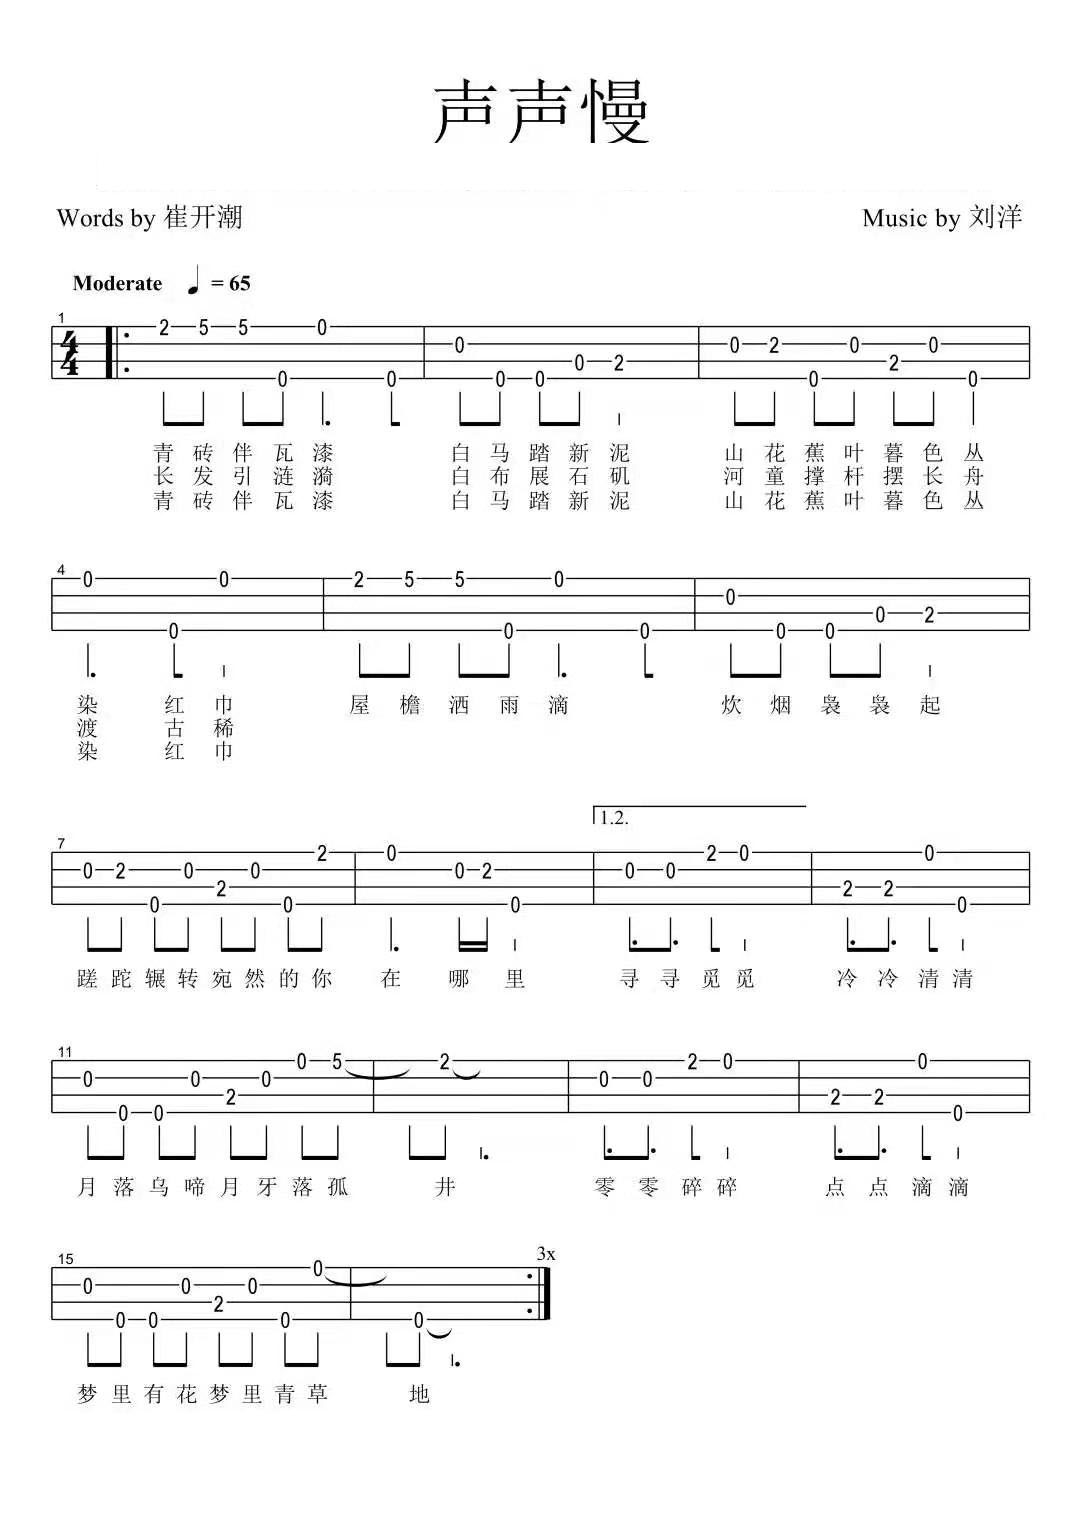 声声慢
Words by 崔开潮
Music by 刘洋
Moderate ♩ = 65
1
4 4
2 5 5 0 0 0 0 0 0 0 2 0 2 0 0 2 0 0
青 砖 伴 瓦 漆 白 马 踏 新 泥 山 花 蕉 叶 暮 色 丛
长 发 引 涟 漪 白 布 展 石 矶 河 童 撑 杆 摆 长 舟
青 砖 伴 瓦 漆 白 马 踏 新 泥 山 花 蕉 叶 暮 色 丛
4
0 0 0 2 5 5 0 0 0 0 0 0 0 2
染 红 巾 屋 檐 洒 雨 滴 炊 烟 袅 袅 起
渡 古 稀
染 红 巾
1.2.
7
0 2 0 0 2 0 0 2 0 0 2 0 0 0 2 0 2 2 0 0
蹉 跎 辗 转 宛 然 的 你 在 哪 里 寻 寻 觅 觅 冷 冷 清 清
11
0 0 0 0 2 0 0 5 2 0 0 2 0 2 2 0 0
月 落 乌 啼 月 牙 落 孤 井 零 零 碎 碎 点 点 滴 滴
3x
15
0 0 0 0 2 0 0 0 0
梦 里 有 花 梦 里 青 草 地